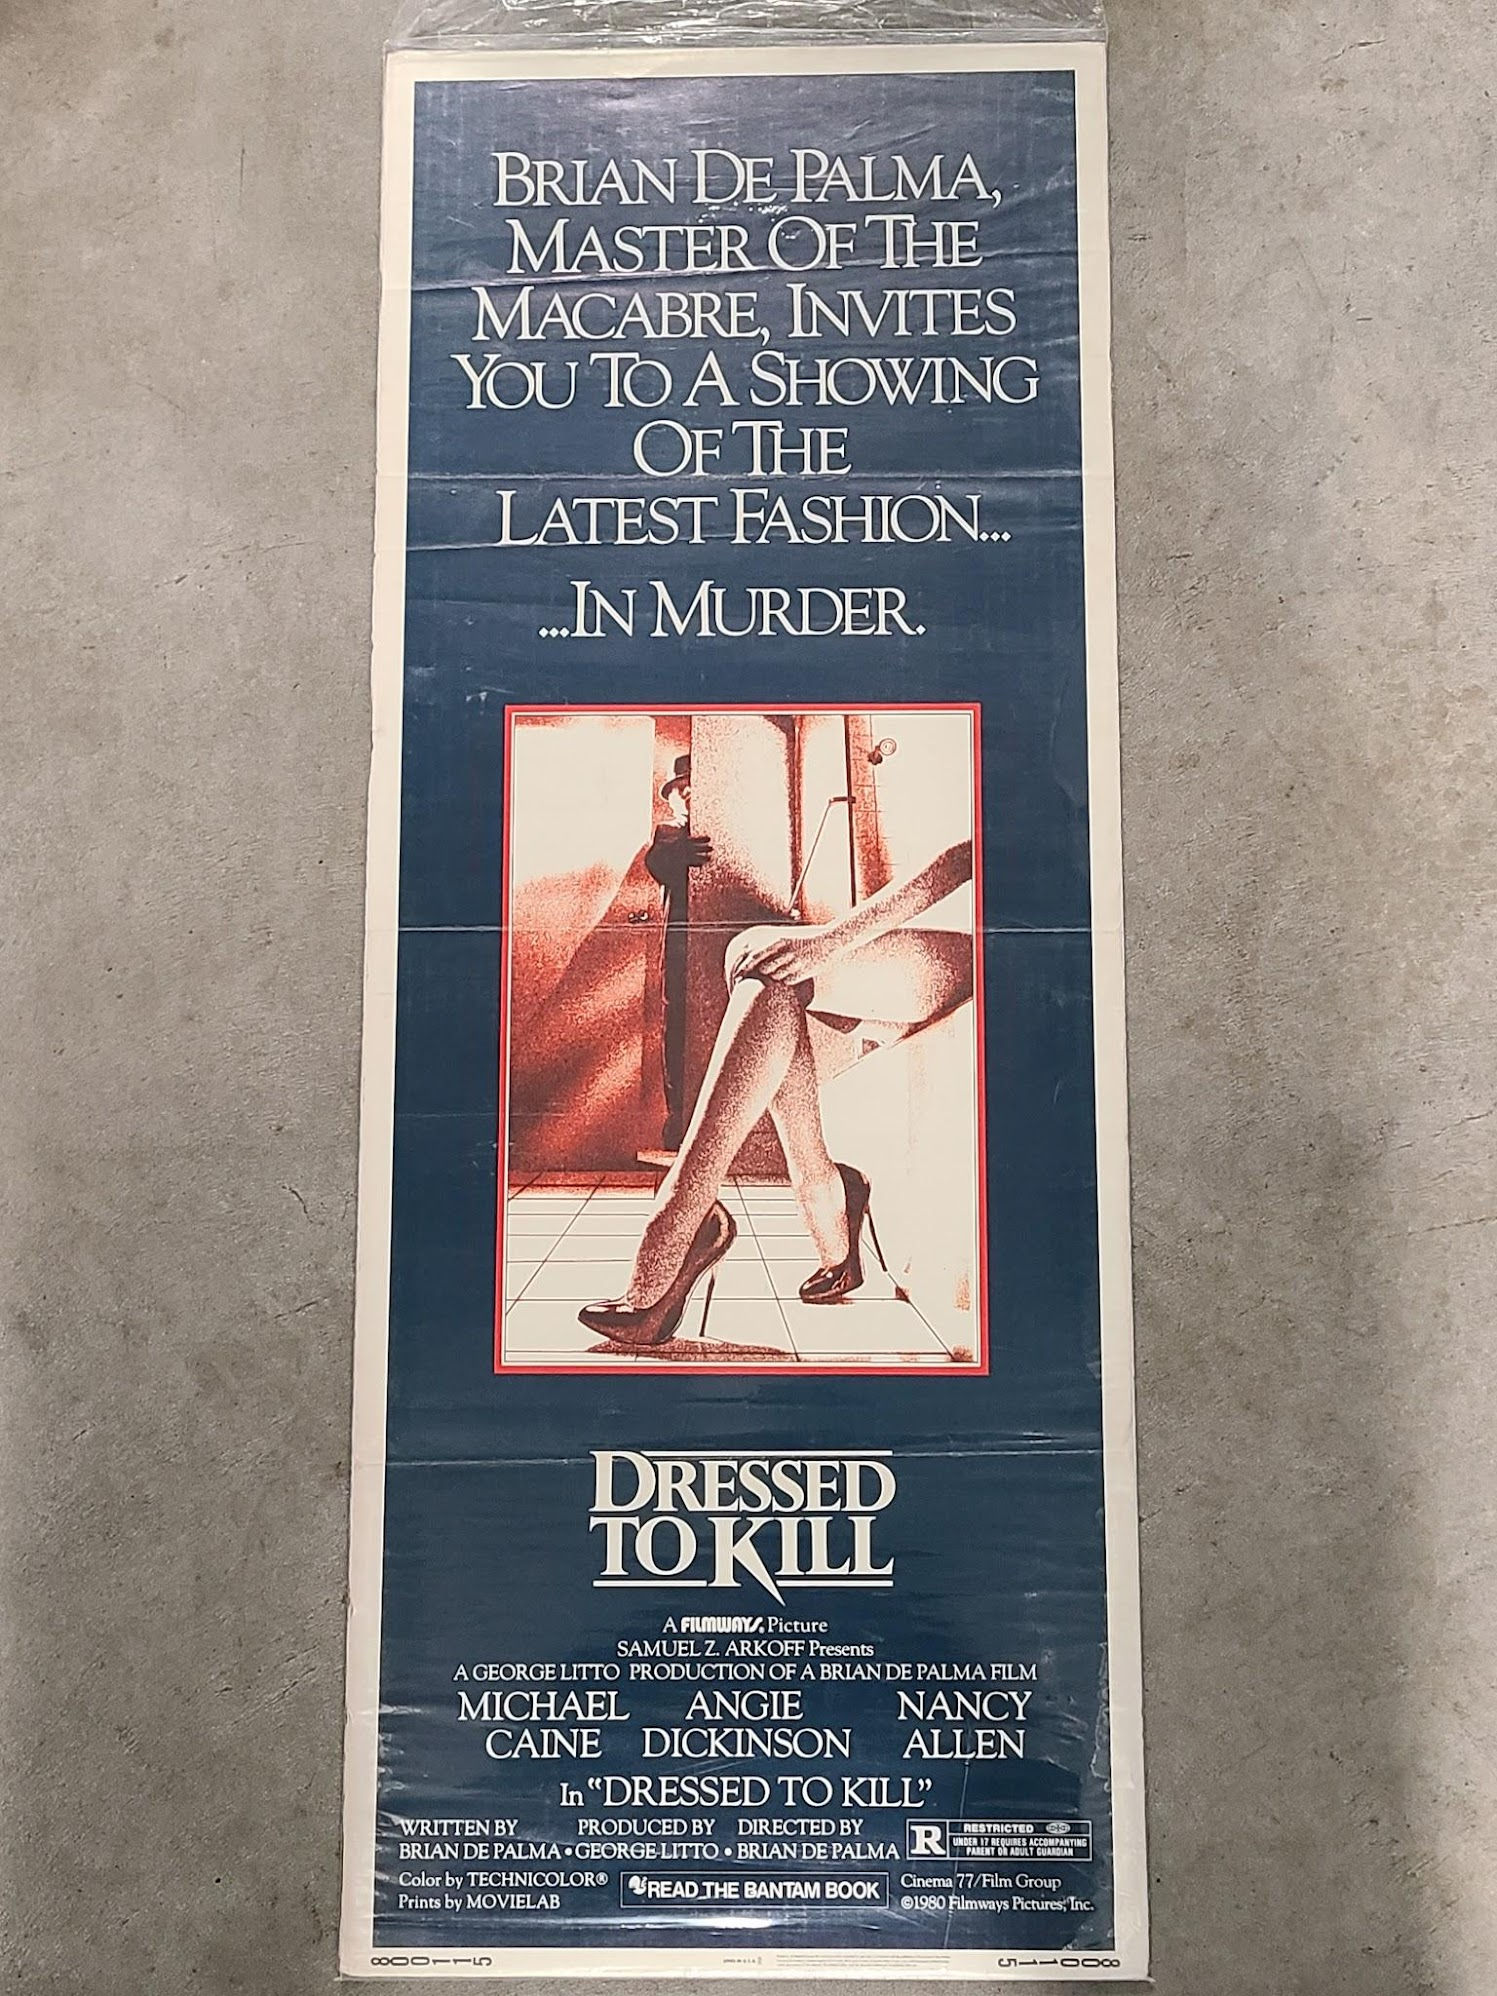 BRIAN DE PALMA,
MASTER OF THE
MACABRE, INVITES
YOU TO A SHOWING
OF THE
LATEST FASHION...
...IN MURDER.
DRESSED
TO KILL
A FILMWAYS Picture
SAMUEL Z. ARKOFF Presents
A GEORGE LITTO PRODUCTION OF A BRIAN DE PALMA FILM
MICHAEL ANGIE NANCY
CAINE DICKINSON ALLEN
In "DRESSED TO KILL"
WRITTEN BY PRODUCED BY DIRECTED BY
BRIAN DE PALMA • GEORGE LITTO • BRIAN DE PALMA
R RESTRICTED
UNDER 17 REQUIRES ACCOMPANYING
PARENT OR ADULT GUARDIAN
Color by TECHNICOLOR®
Prints by MOVIELAB
READ THE BANTAM BOOK
Cinema 77/Film Group
©1980 Filmways Pictures, Inc.
800115
800115